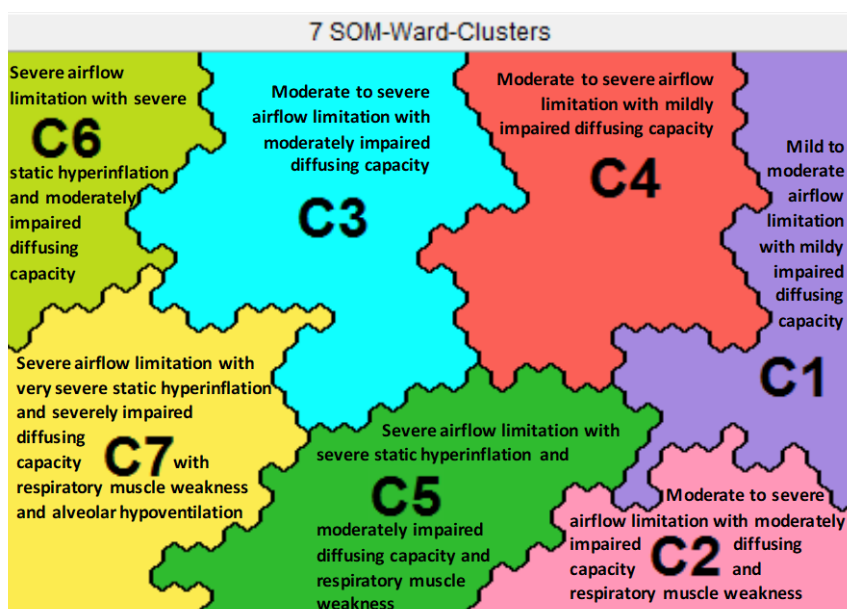 7 SOM-Ward-Clusters
Severe airflow
limitation with severe
C6
static hyperinflation
and moderately
impaired
diffusing
capacity
Moderate to severe
airflow limitation with
moderately impaired
diffusing capacity
C3
Moderate to severe airflow
limitation with mildly
impaired diffusing capacity
C4
Mild to
moderate
airflow
limitation
with mildy
impaired
diffusing
capacity
C1
Severe airflow limitation with
very severe static hyperinflation
and severely impaired
diffusing
capacity C7 with
respiratory muscle weakness
and alveolar hypoventilation
Severe airflow limitation with
severe static hyperinflation and
C5
moderately impaired
diffusing capacity and
respiratory muscle
weakness
Moderate to severe
airflow limitation with moderately
impaired C2 diffusing
capacity and
respiratory muscle weakness